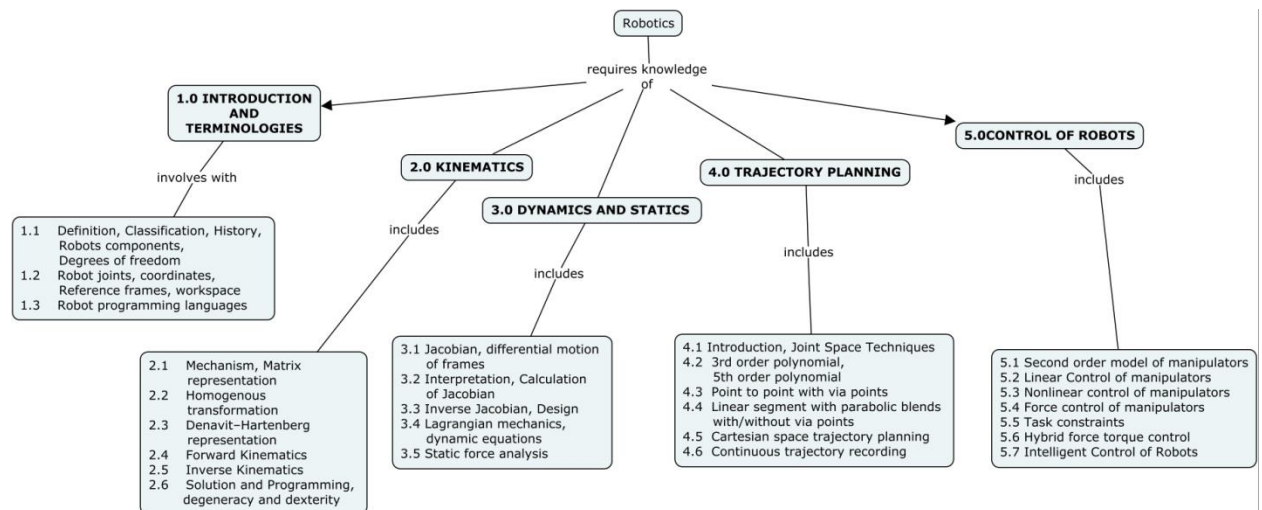 Robotics
requires knowledge
of
1.0 INTRODUCTION
AND
TERMINOLOGIES
involves with
1.1 Definition, Classification, History,
Robots components,
Degrees of freedom
1.2 Robot joints, coordinates,
Reference frames, workspace
1.3 Robot programming languages
2.0 KINEMATICS
includes
2.1 Mechanism, Matrix
representation
2.2 Homogenous
transformation
2.3 Denavit–Hartenberg
representation
2.4 Forward Kinematics
2.5 Inverse Kinematics
2.6 Solution and Programming,
degeneracy and dexterity
3.0 DYNAMICS AND STATICS
includes
3.1 Jacobian, differential motion
of frames
3.2 Interpretation, Calculation
of Jacobian
3.3 Inverse Jacobian, Design
3.4 Lagrangian mechanics,
dynamic equations
3.5 Static force analysis
4.0 TRAJECTORY PLANNING
includes
4.1 Introduction, Joint Space Techniques
4.2 3rd order polynomial,
5th order polynomial
4.3 Point to point with via points
4.4 Linear segment with parabolic blends
with/without via points
4.5 Cartesian space trajectory planning
4.6 Continuous trajectory recording
5.0CONTROL OF ROBOTS
includes
5.1 Second order model of manipulators
5.2 Linear Control of manipulators
5.3 Nonlinear control of manipulators
5.4 Force control of manipulators
5.5 Task constraints
5.6 Hybrid force torque control
5.7 Intelligent Control of Robots